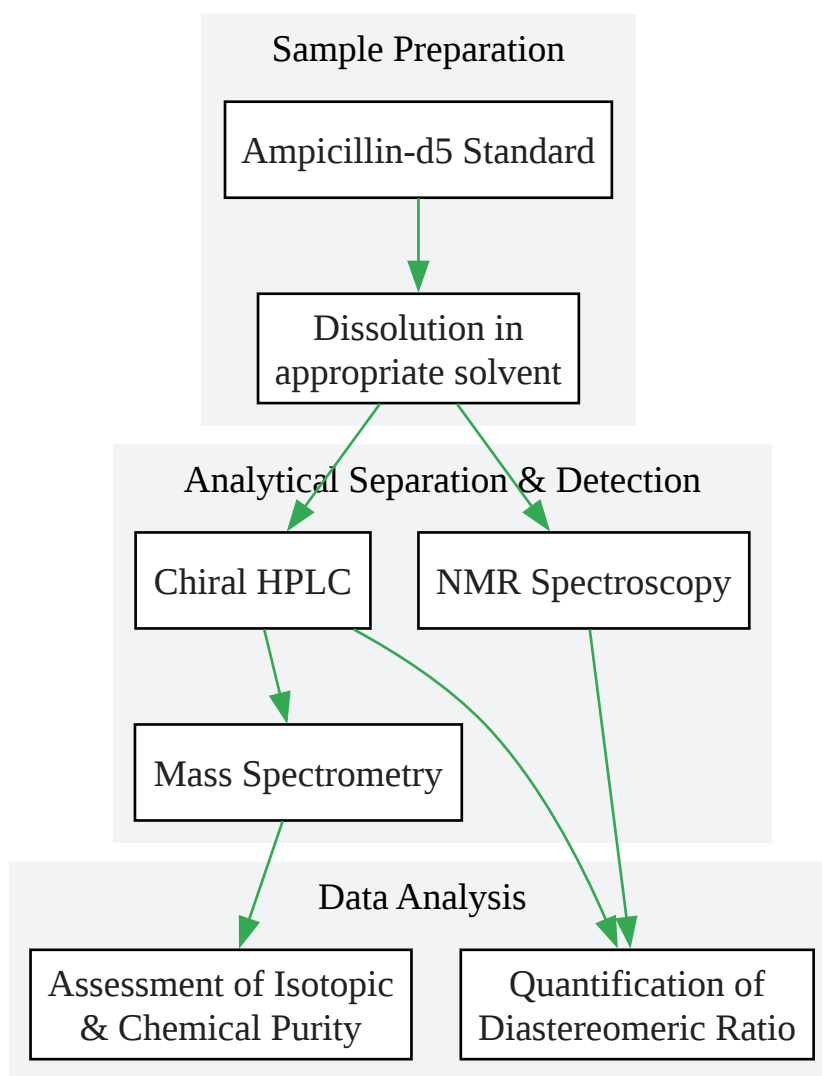 Sample Preparation
Ampicillin-d5 Standard
Dissolution in
appropriate solvent
Analytical Separation & Detection
Chiral HPLC
NMR Spectroscopy
Mass Spectrometry
Data Analysis
Assessment of Isotopic
& Chemical Purity
Quantification of
Diastereomeric Ratio